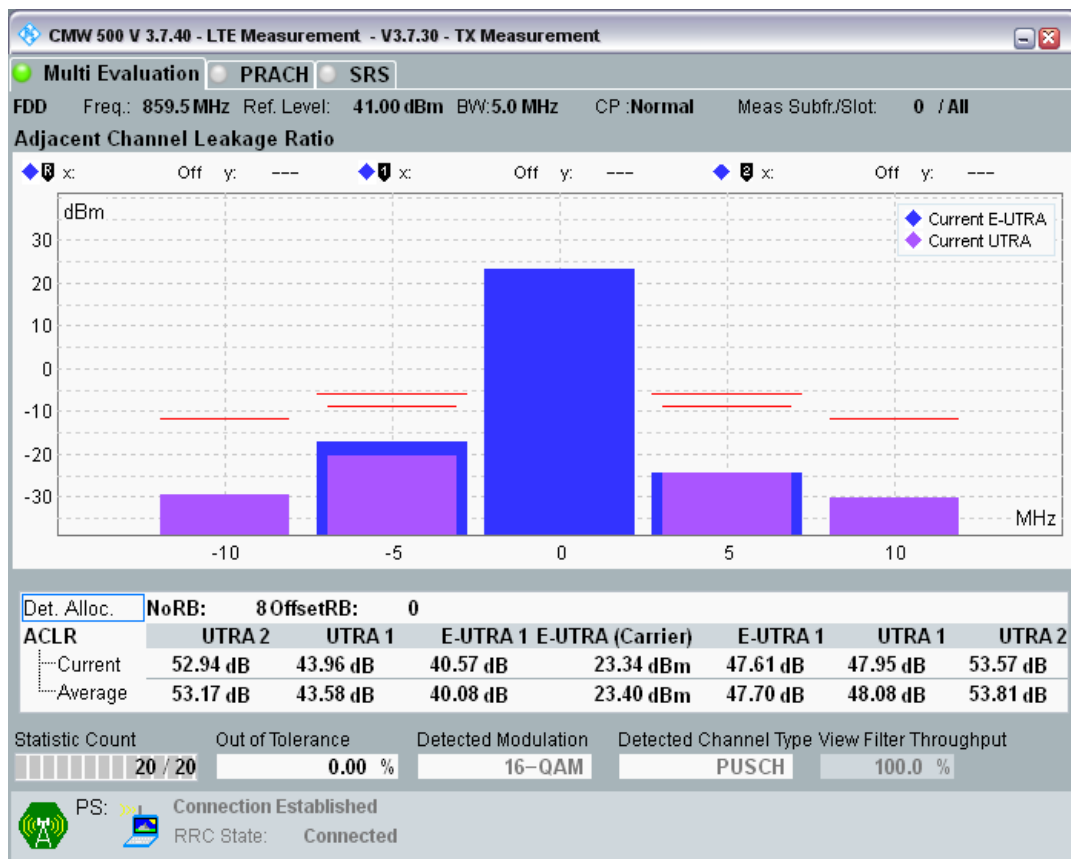 CMW 500 V 3.7.40 - LTE Measurement - V3.7.30 - TX Measurement
Multi Evaluation PRACH SRS
FDD Freq.: 859.5 MHz Ref. Level: 41.00 dBm BW:5.0 MHz CP :Normal Meas Subfr./Slot: 0 / All
Adjacent Channel Leakage Ratio
R x: Off y: --- 1 x: Off y: --- 2 x: Off y: ---
dBm
Current E-UTRA
Current UTRA
30
20
10
0
-10
-20
-30
MHz
-10 -5 0 5 10
Det. Alloc. NoRB: 8 OffsetRB: 0
ACLR UTRA 2 UTRA 1 E-UTRA 1 E-UTRA (Carrier) E-UTRA 1 UTRA 1 UTRA 2
Current 52.94 dB 43.96 dB 40.57 dB 23.34 dBm 47.61 dB 47.95 dB 53.57 dB
Average 53.17 dB 43.58 dB 40.08 dB 23.40 dBm 47.70 dB 48.08 dB 53.81 dB
Statistic Count Out of Tolerance Detected Modulation Detected Channel Type View Filter Throughput
20 / 20 0.00 % 16-QAM PUSCH 100.0 %
PS: Connection Established
RRC State: Connected